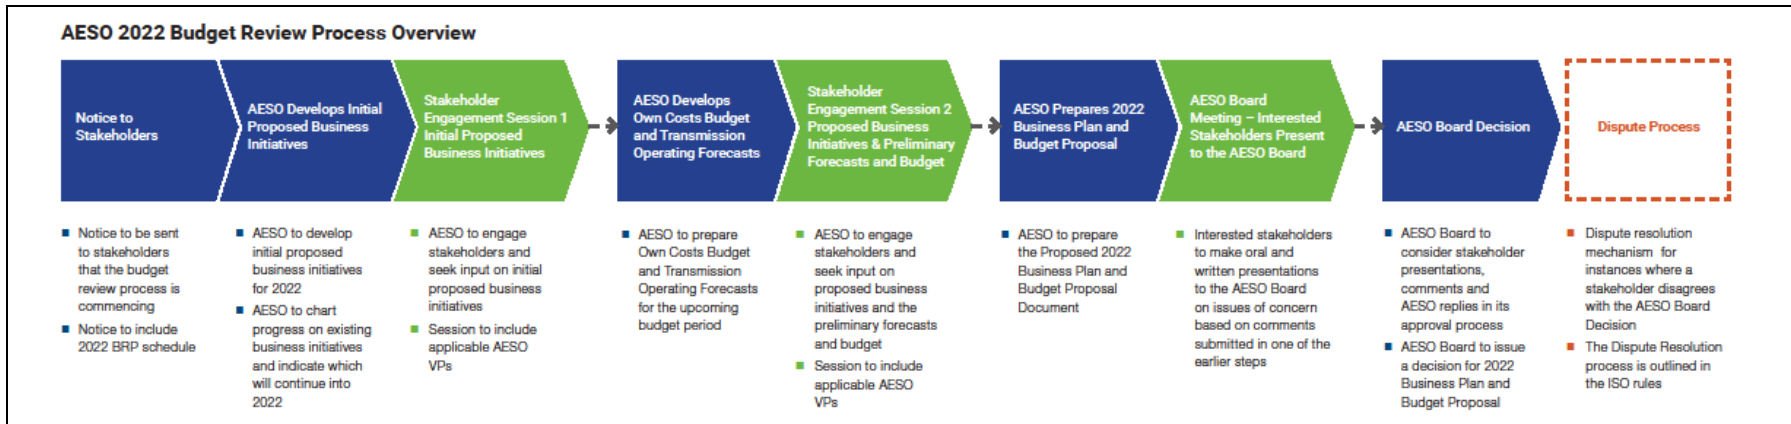 AESO 2022 Budget Review Process Overview
Notice to
Stakeholders
AESO Develops Initial
Proposed Business
Initiatives
Stakeholder
Engagement Session 1
Initial Proposed
Business Initiatives
AESO Develops
Own Costs Budget
and Transmission
Operating Forecasts
Stakeholder
Engagement Session 2
Proposed Business
Initiatives & Preliminary
Forecasts and Budget
AESO Prepares 2022
Business Plan and
Budget Proposal
AESO Board
Meeting – Interested
Stakeholders Present
to the AESO Board
AESO Board Decision
Dispute Process
Notice to be sent
to stakeholders
that the budget
review process is
commencing
Notice to include
2022 BRP schedule
AESO to develop
initial proposed
business initiatives
for 2022
AESO to chart
progress on existing
business initiatives
and indicate which
will continue into
2022
AESO to engage
stakeholders and
seek input on initial
proposed business
initiatives
Session to include
applicable AESO
VPs
AESO to prepare
Own Costs Budget
and Transmission
Operating Forecasts
for the upcoming
budget period
AESO to engage
stakeholders and
seek input on
proposed business
initiatives and the
preliminary forecasts
and budget
Session to include
applicable AESO
VPs
AESO to prepare
the Proposed 2022
Business Plan and
Budget Proposal
Document
Interested stakeholders
to make oral and
written presentations
to the AESO Board
on issues of concern
based on comments
submitted in one of the
earlier steps
AESO Board to
consider stakeholder
presentations,
comments and
AESO replies in its
approval process
AESO Board to issue
a decision for 2022
Business Plan and
Budget Proposal
Dispute resolution
mechanism for
instances where a
stakeholder disagrees
with the AESO Board
Decision
The Dispute Resolution
process is outlined in
the ISO rules